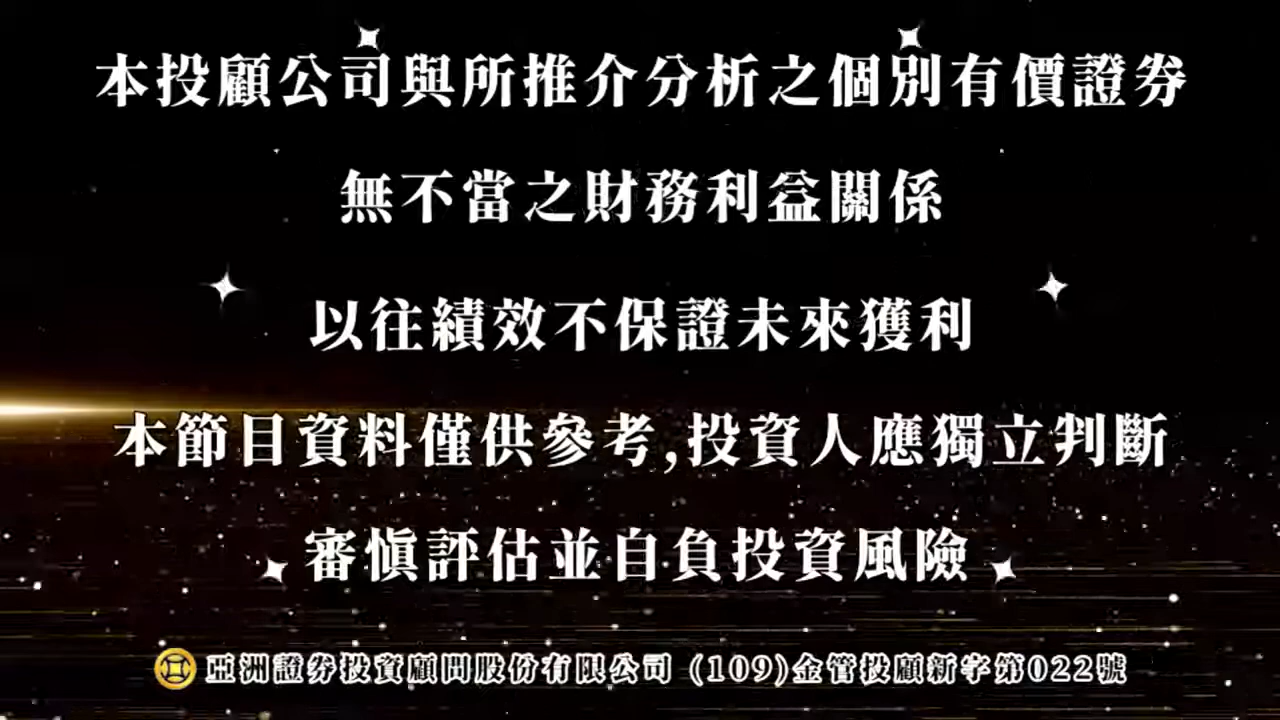 本投顧公司與所推介分析之個別有價證券
無不當之財務利益關係
以往績效不保證未來獲利
本節目資料僅供參考,投資人應獨立判斷
審慎評估並自負投資風險
亞洲證券投資顧問股份有限公司 (109)金管投顧新字第022號